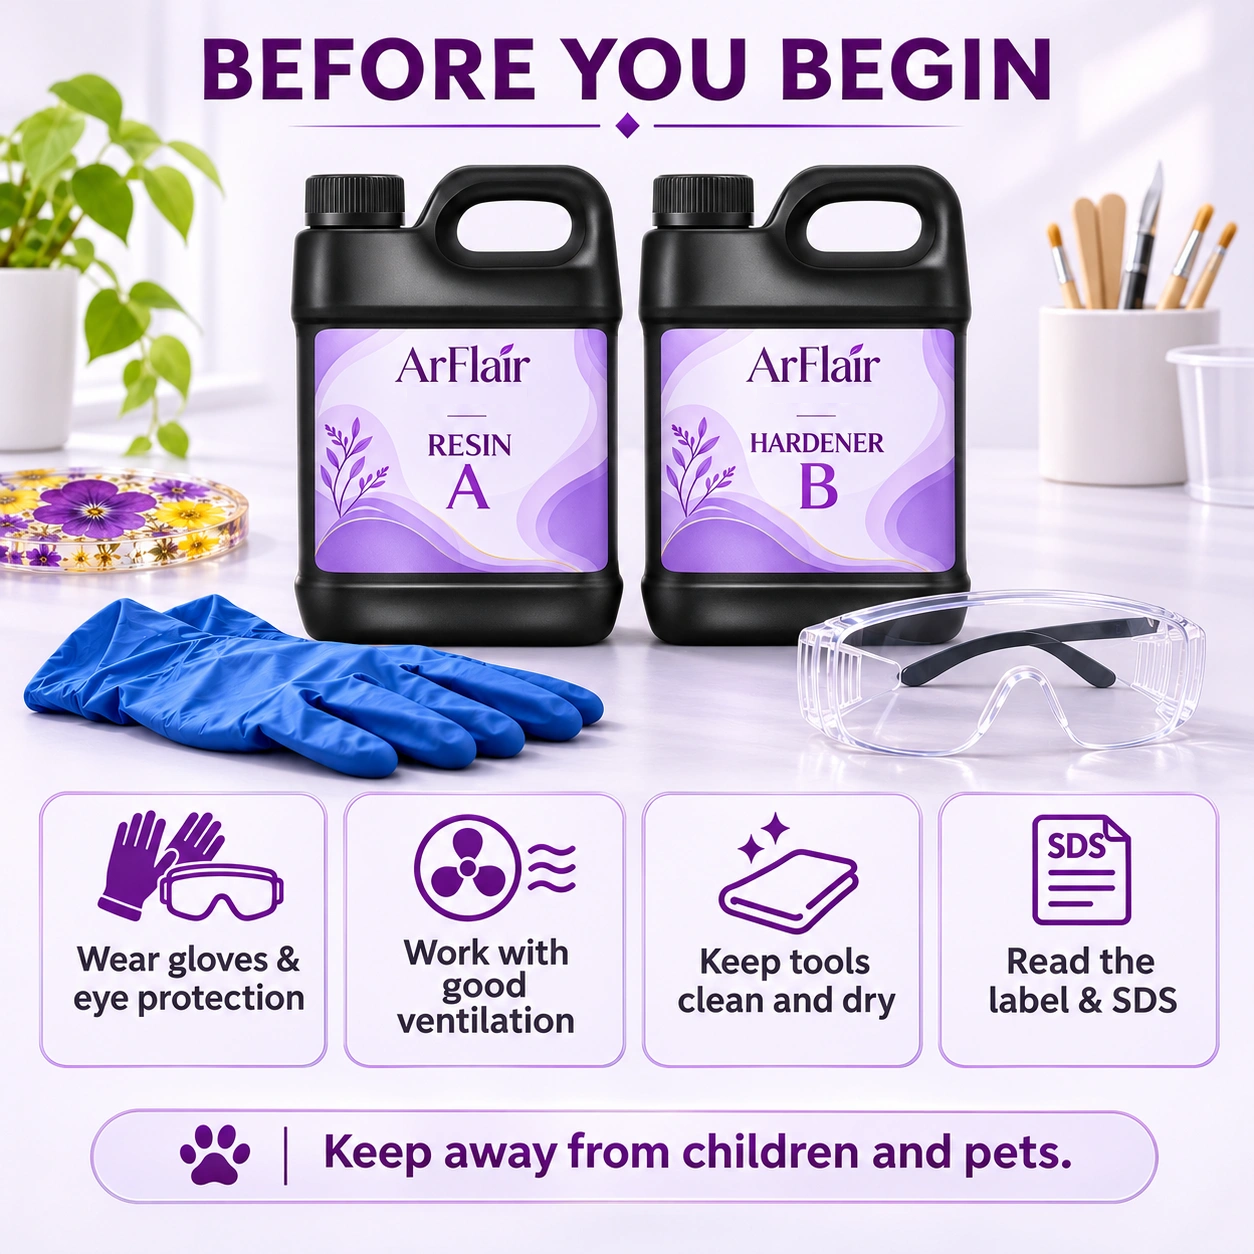 BEFORE YOU BEGIN
ArFlair
RESIN
A
ArFlair
HARDENER
B
Wear gloves &
eye protection
Work with
good
ventilation
Keep tools
clean and dry
SDS
Read the
label & SDS
Keep away from children and pets.